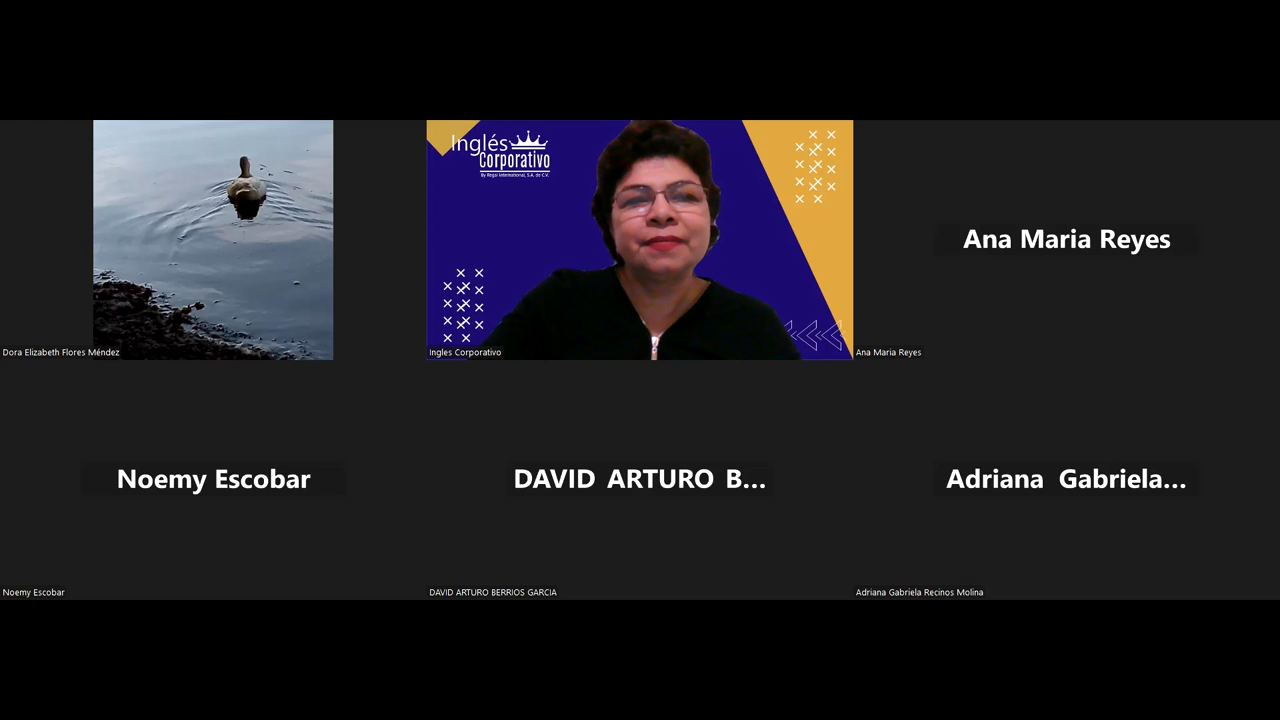 Inglés
Corporativo
By Regal International, S.A. de C.V.
Ana Maria Reyes
Dora Elizabeth Flores Méndez
Ingles Corporativo
Ana Maria Reyes
Noemy Escobar
DAVID ARTURO B...
Adriana Gabriela...
Noemy Escobar
DAVID ARTURO BERRIOS GARCIA
Adriana Gabriela Recinos Molina